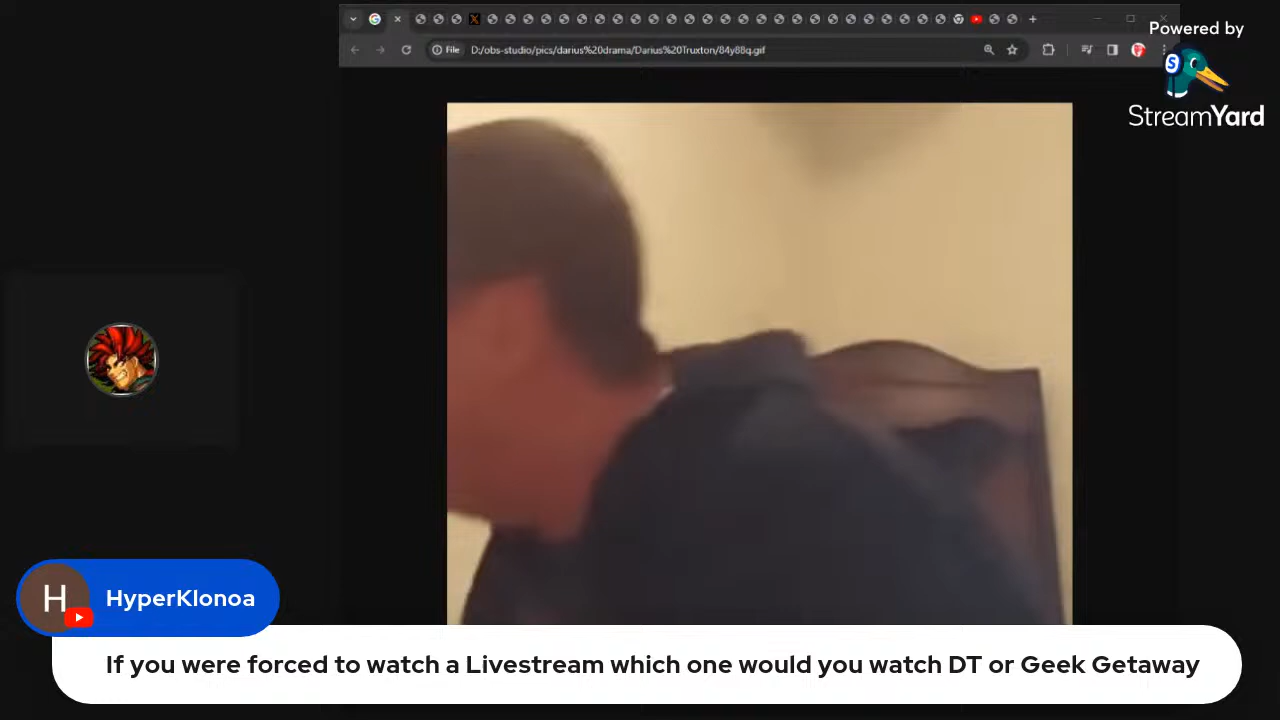 File
D:/obs-studio/pics/darius%20drama/Darius%20Truxton/84y88q.gif
Powered by
S
StreamYard
H
HyperKlonoa
If you were forced to watch a Livestream which one would you watch DT or Geek Getaway